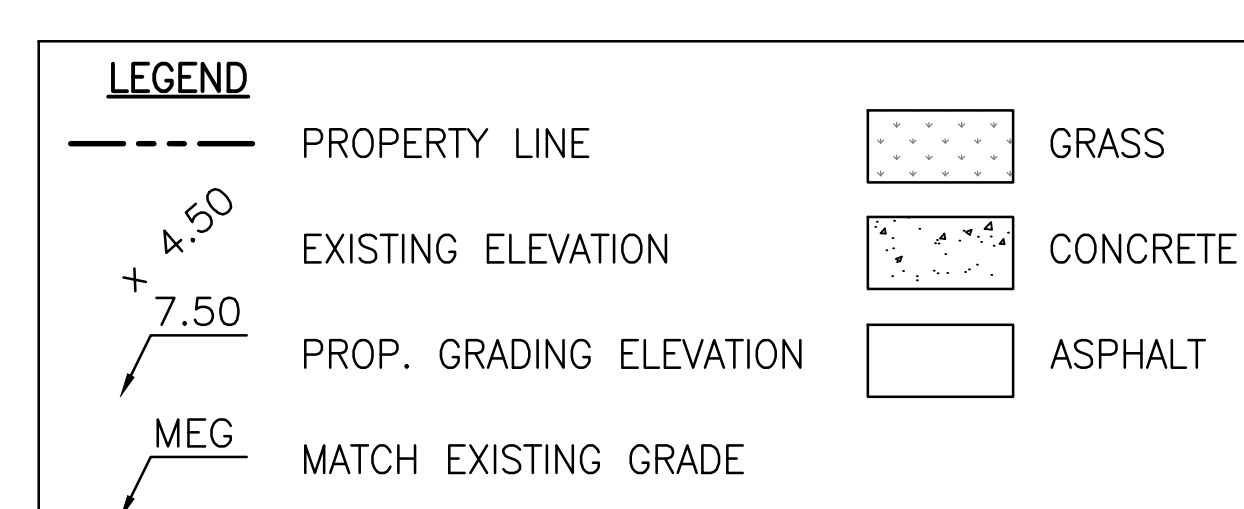 LEGEND
PROPERTY LINE
GRASS
4.50
EXISTING ELEVATION
CONCRETE
7.50
PROP. GRADING ELEVATION
ASPHALT
MEG
MATCH EXISTING GRADE